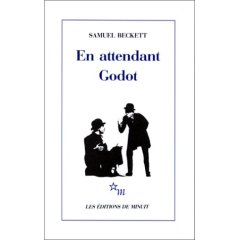 SAMUEL BECKETT
En attendant
Godot
m
LES ÉDITIONS DE MINUIT